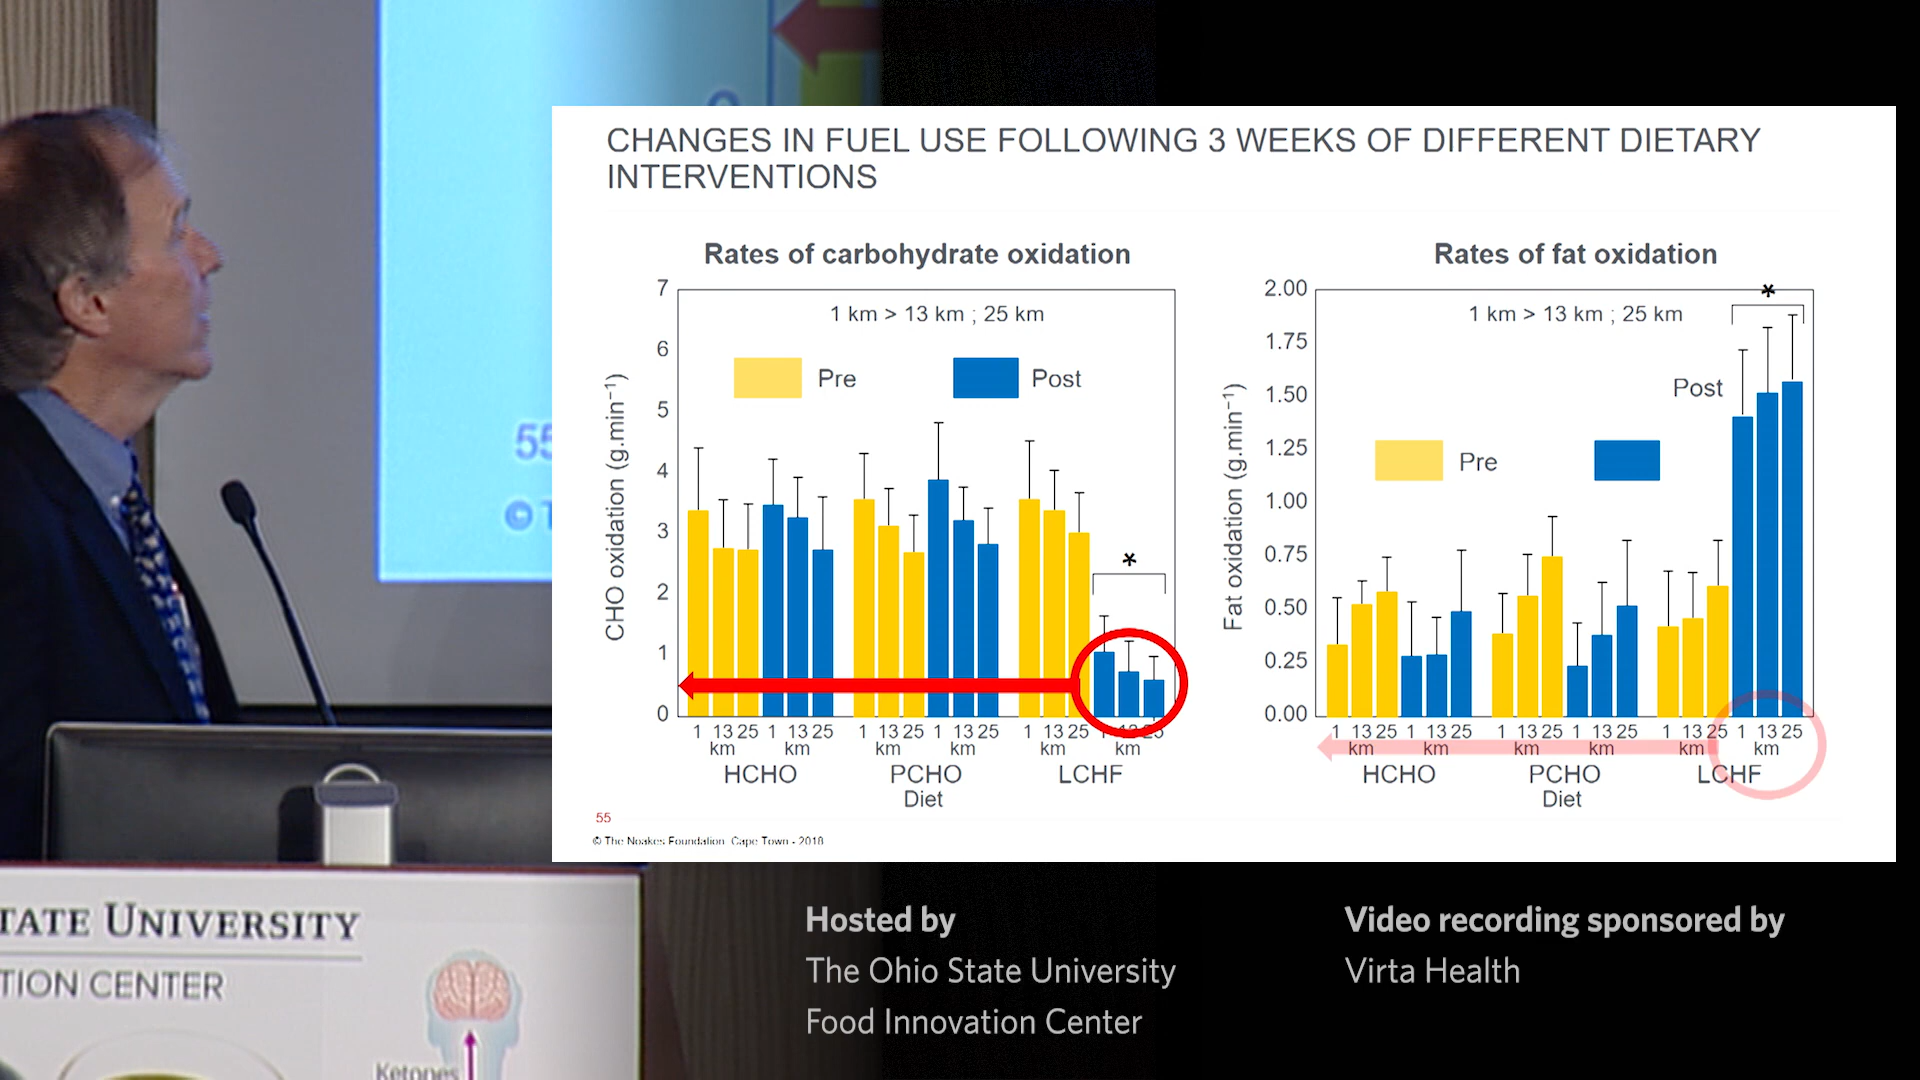 CHANGES IN FUEL USE FOLLOWING 3 WEEKS OF DIFFERENT DIETARY
INTERVENTIONS
Rates of carbohydrate oxidation
7
6
5
4
3
2
1
0
CHO oxidation (g.min⁻¹)
1 km > 13 km ; 25 km
Pre
Post
*
1 13 25 1 13 25 1 13 25 1 13 25 1 13 25 1 13 25
km km km km km km
HCHO PCHO LCHF
Diet
Rates of fat oxidation
2.00
1.75
1.50
1.25
1.00
0.75
0.50
0.25
0.00
Fat oxidation (g.min⁻¹)
1 km > 13 km ; 25 km
*
Post
Pre
1 13 25 1 13 25 1 13 25 1 13 25 1 13 25 1 13 25
km km km km km km
HCHO PCHO LCHF
Diet
55
© The Noakes Foundation Cape Town - 2018
55
©
TATE UNIVERSITY
TION CENTER
Ketones
Hosted by
The Ohio State University
Food Innovation Center
Video recording sponsored by
Virta Health